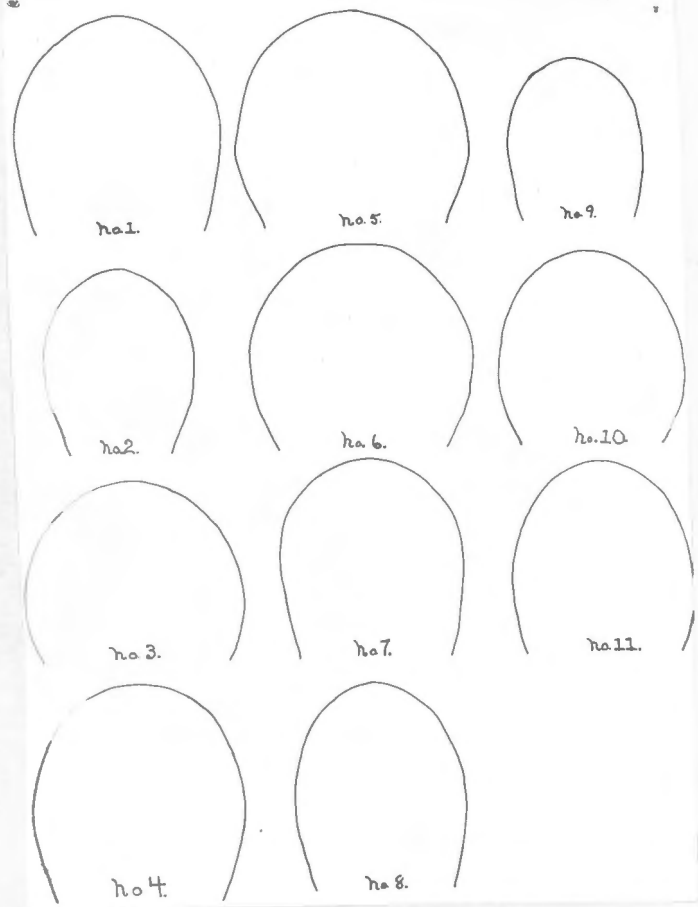 no 1.
no. 5.
no 9.
no 2.
no. 6.
no. 10
no 3.
no 7.
no 11.
no 4.
no 8.